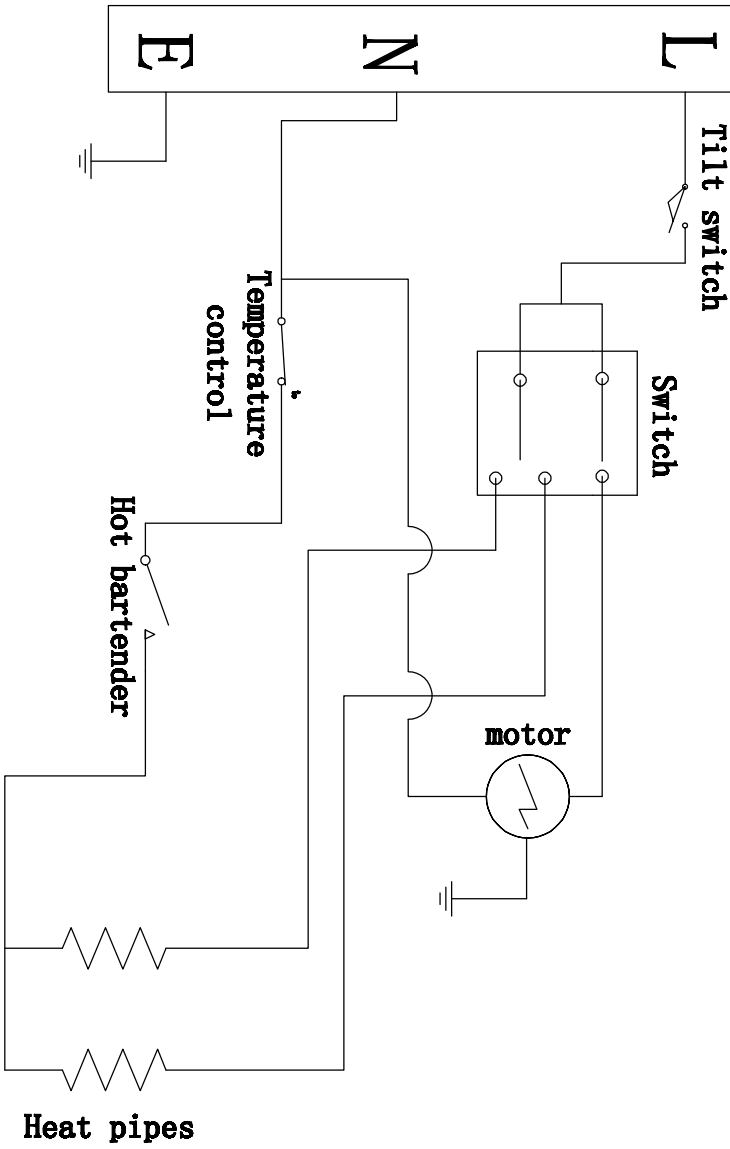 E N L
Tilt switch
Temperature
control
Switch
Hot bartender
motor
Heat pipes